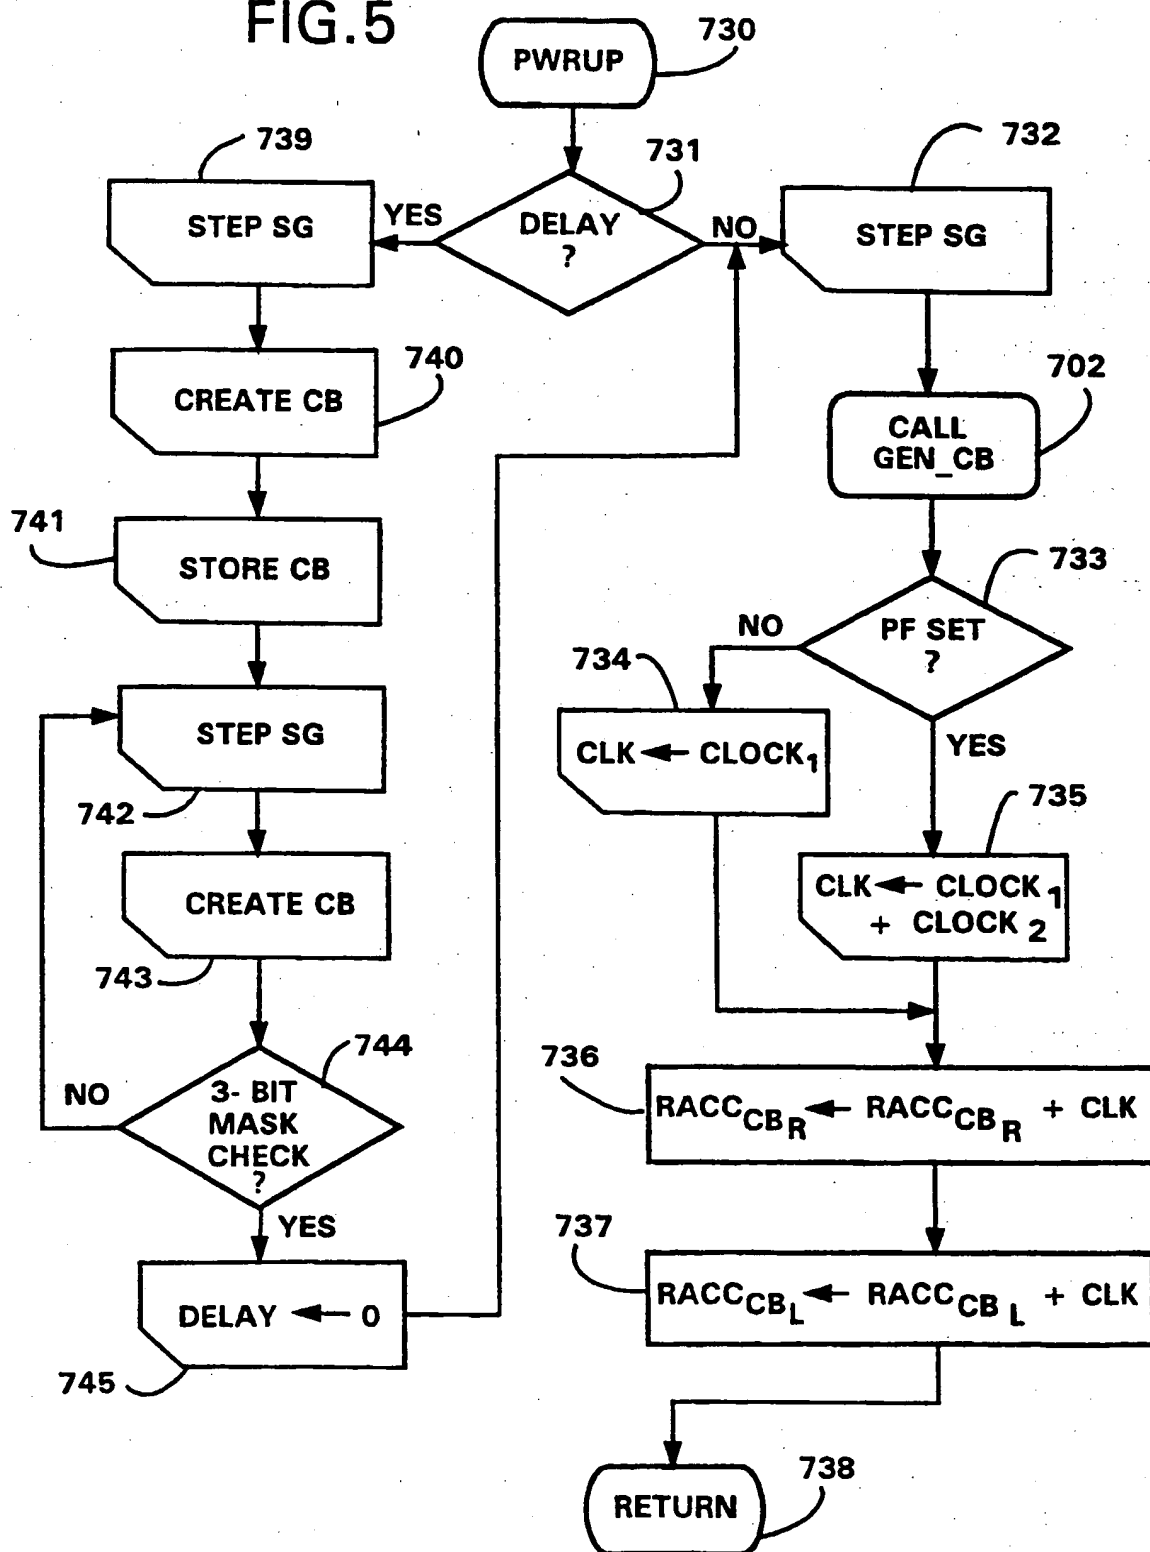 FIG.5
PWRUP
730
731
DELAY
?
YES
NO
739
STEP SG
740
CREATE CB
741
STORE CB
STEP SG
742
CREATE CB
743
744
3- BIT
MASK
CHECK
?
NO
YES
DELAY ← 0
745
732
STEP SG
702
CALL
GEN_CB
733
PF SET
?
NO
YES
734
CLK ← CLOCK1
735
CLK ← CLOCK1
+ CLOCK2
736
RACCCBR ← RACCCBR + CLK
737
RACCCBL ← RACCCBL + CLK
RETURN
738